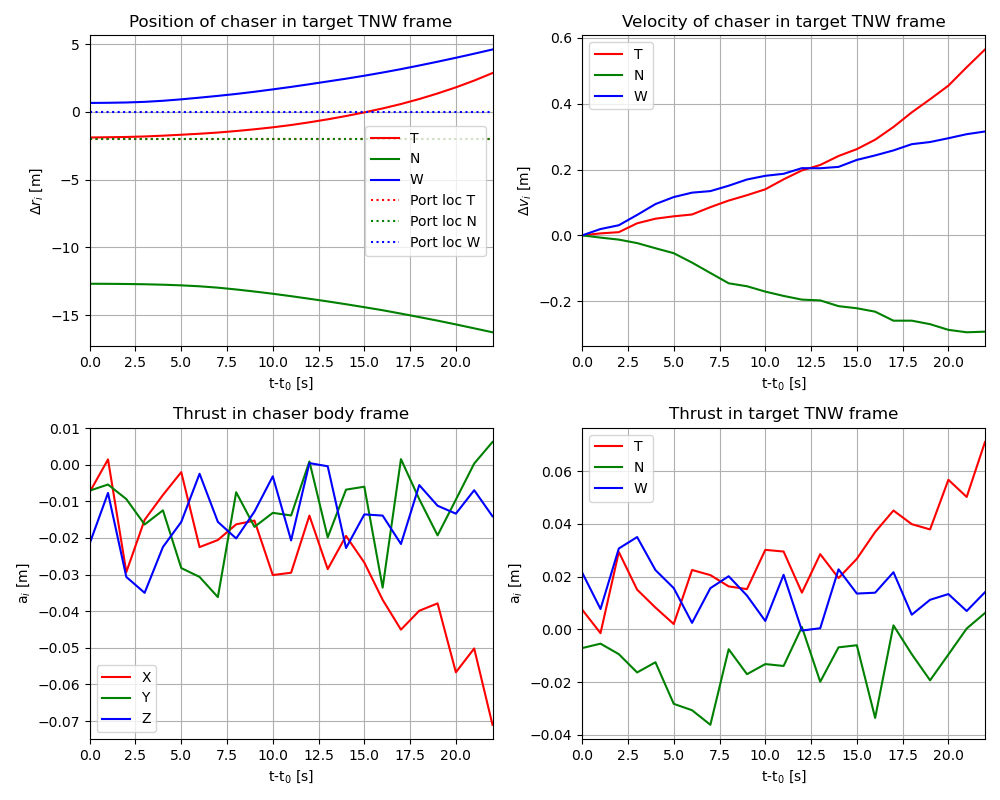 Position of chaser in target TNW frame
5
0
−5
−10
−15
Δr_i [m]
0.0 2.5 5.0 7.5 10.0 12.5 15.0 17.5 20.0
t-t_0 [s]
T
N
W
Port loc T
Port loc N
Port loc W
Velocity of chaser in target TNW frame
0.6
0.4
0.2
0.0
−0.2
Δv_i [m]
0.0 2.5 5.0 7.5 10.0 12.5 15.0 17.5 20.0
t-t_0 [s]
T
N
W
Thrust in chaser body frame
0.01
0.00
−0.01
−0.02
−0.03
−0.04
−0.05
−0.06
−0.07
a_i [m]
0.0 2.5 5.0 7.5 10.0 12.5 15.0 17.5 20.0
t-t_0 [s]
X
Y
Z
Thrust in target TNW frame
0.06
0.04
0.02
0.00
−0.02
−0.04
a_i [m]
0.0 2.5 5.0 7.5 10.0 12.5 15.0 17.5 20.0
t-t_0 [s]
T
N
W